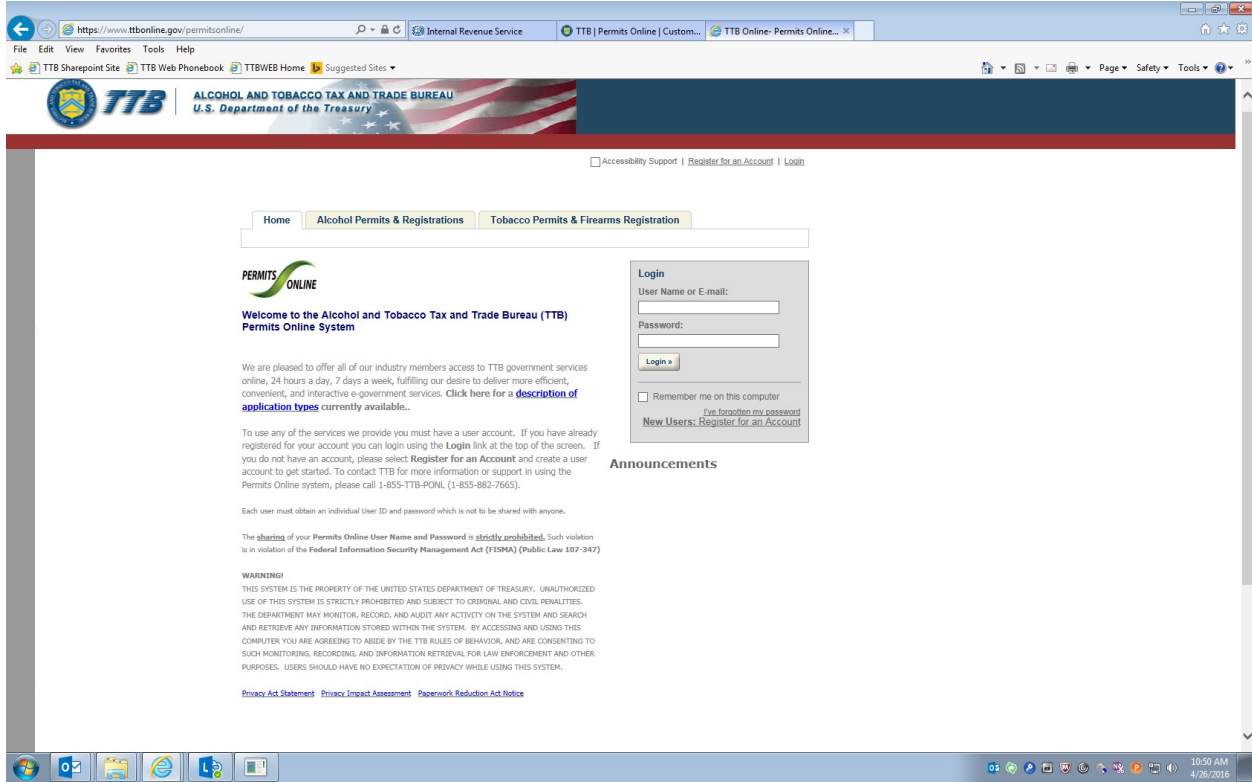 https://www.ttbonline.gov/permitsonline/
Internal Revenue Service
TTB | Permits Online | Custom...
TTB Online- Permits Online...
File Edit View Favorites Tools Help
TTB Sharepoint Site TTB Web Phonebook TTBWEB Home Suggested Sites
Page Safety Tools
TTB
ALCOHOL AND TOBACCO TAX AND TRADE BUREAU
U.S. Department of the Treasury
Accessibility Support | Register for an Account | Login
Home Alcohol Permits & Registrations Tobacco Permits & Firearms Registration
PERMITS ONLINE
Welcome to the Alcohol and Tobacco Tax and Trade Bureau (TTB)
Permits Online System
We are pleased to offer all of our industry members access to TTB government services
online, 24 hours a day, 7 days a week, fulfilling our desire to deliver more efficient,
convenient, and interactive e-government services. Click here for a description of
application types currently available..
To use any of the services we provide you must have a user account. If you have already
registered for your account you can login using the Login link at the top of the screen. If
you do not have an account, please select Register for an Account and create a user
account to get started. To contact TTB for more information or support in using the
Permits Online system, please call 1-855-TTB-PONL (1-855-882-7665).
Each user must obtain an individual User ID and password which is not to be shared with anyone.
The sharing of your Permits Online User Name and Password is strictly prohibited. Such violation
is in violation of the Federal Information Security Management Act (FISMA) (Public Law 107-347)
WARNING!
THIS SYSTEM IS THE PROPERTY OF THE UNITED STATES DEPARTMENT OF TREASURY. UNAUTHORIZED
USE OF THIS SYSTEM IS STRICTLY PROHIBITED AND SUBJECT TO CRIMINAL AND CIVIL PENALITIES.
THE DEPARTMENT MAY MONITOR, RECORD, AND AUDIT ANY ACTIVITY ON THE SYSTEM AND SEARCH
AND RETRIEVE ANY INFORMATION STORED WITHIN THE SYSTEM. BY ACCESSING AND USING THIS
COMPUTER YOU ARE AGREEING TO ABIDE BY THE TTB RULES OF BEHAVIOR, AND ARE CONSENTING TO
SUCH MONITORING, RECORDING, AND INFORMATION RETRIEVAL FOR LAW ENFORCEMENT AND OTHER
PURPOSES. USERS SHOULD HAVE NO EXPECTATION OF PRIVACY WHILE USING THIS SYSTEM.
Privacy Act Statement Privacy Impact Assessment Paperwork Reduction Act Notice
Login
User Name or E-mail:
Password:
Login »
Remember me on this computer
I've forgotten my password
New Users: Register for an Account
Announcements
10:50 AM
4/26/2016